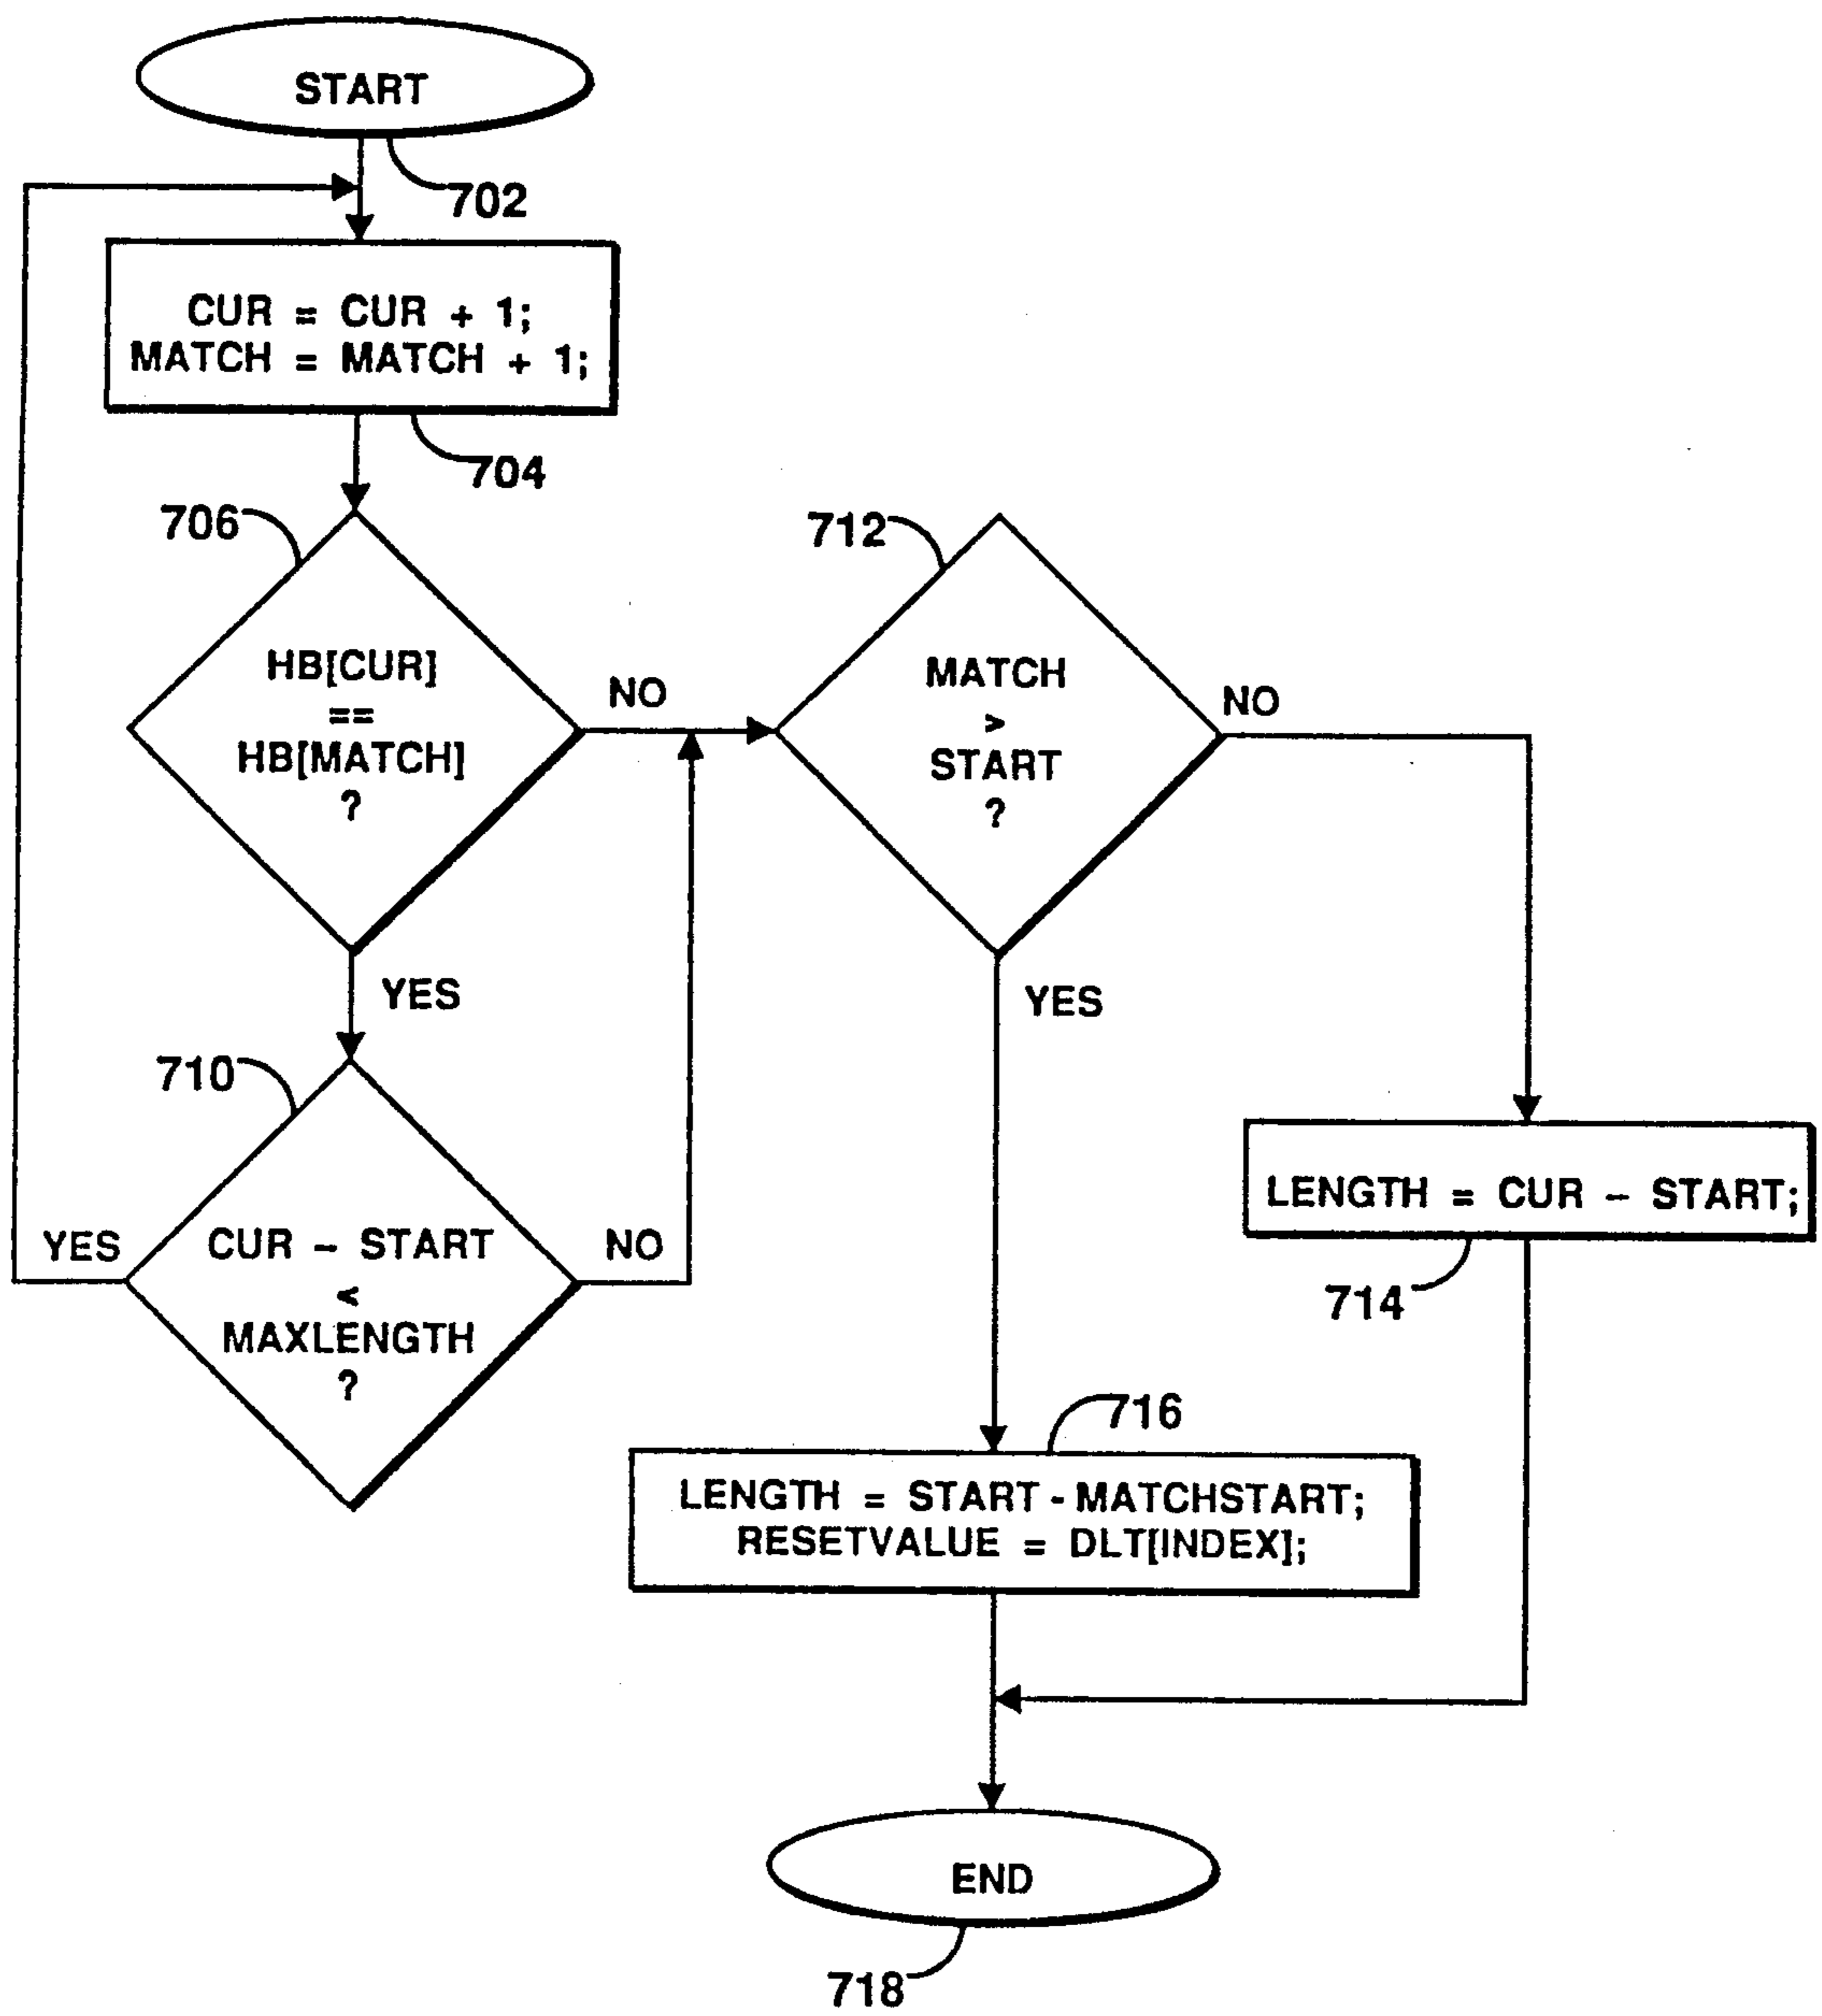 START
702
CUR = CUR + 1;
MATCH = MATCH + 1;
704
706
HB[CUR]
==
HB[MATCH]
?
NO
YES
710
CUR – START
<
MAXLENGTH
?
YES
NO
712
MATCH
>
START
?
NO
YES
LENGTH = CUR – START;
714
716
LENGTH = START - MATCHSTART;
RESETVALUE = DLT[INDEX];
END
718